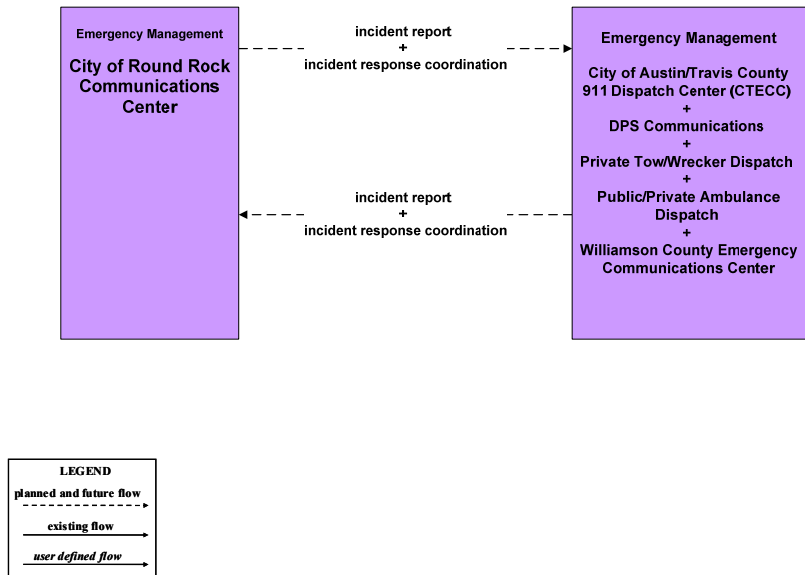 Emergency Management
City of Round Rock
Communications
Center
incident report
+
incident response coordination
incident report
+
incident response coordination
Emergency Management
City of Austin/Travis County
911 Dispatch Center (CTECC)
+
DPS Communications
+
Private Tow/Wrecker Dispatch
+
Public/Private Ambulance
Dispatch
+
Williamson County Emergency
Communications Center
LEGEND
planned and future flow
existing flow
user defined flow